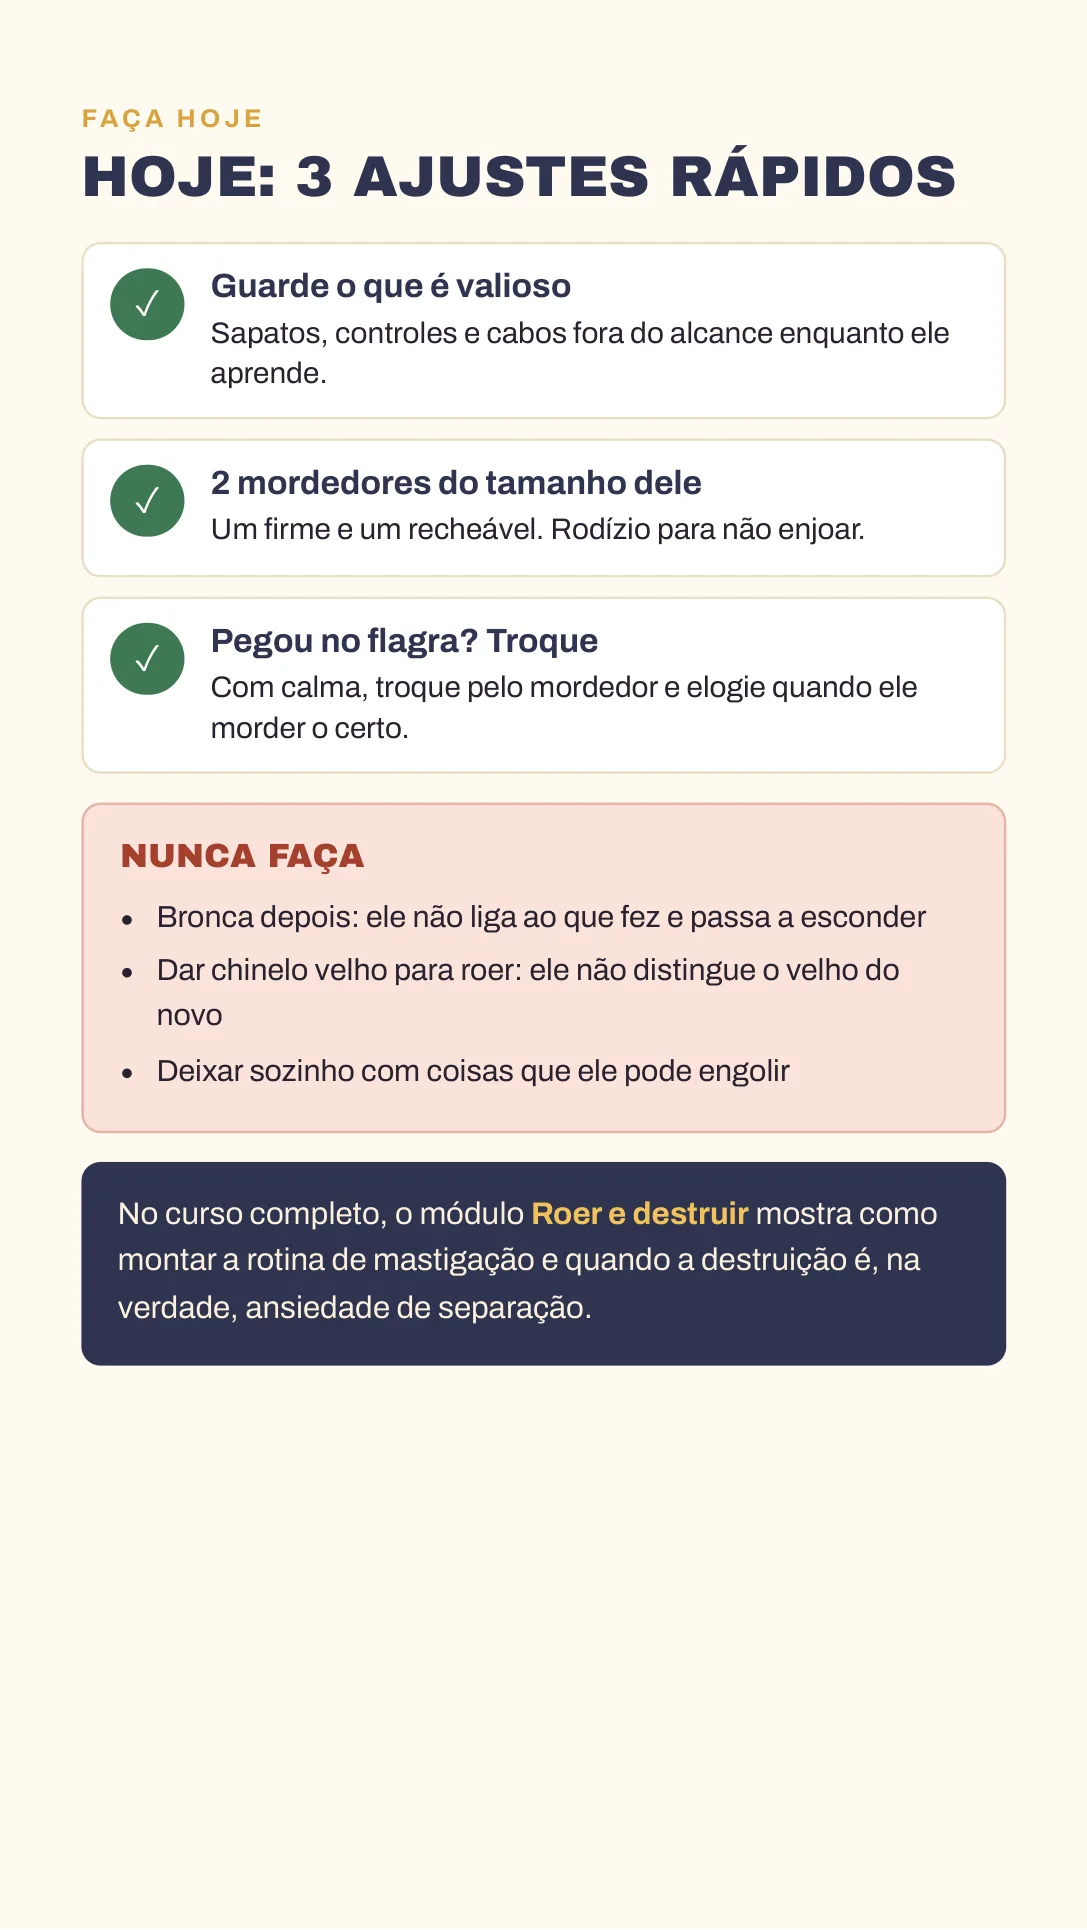 FAÇA HOJE
HOJE: 3 AJUSTES RÁPIDOS
✓
Guarde o que é valioso
Sapatos, controles e cabos fora do alcance enquanto ele
aprende.
✓
2 mordedores do tamanho dele
Um firme e um recheável. Rodízio para não enjoar.
✓
Pegou no flagra? Troque
Com calma, troque pelo mordedor e elogie quando ele
morder o certo.
NUNCA FAÇA
• Bronca depois: ele não liga ao que fez e passa a esconder
• Dar chinelo velho para roer: ele não distingue o velho do
novo
• Deixar sozinho com coisas que ele pode engolir
No curso completo, o módulo Roer e destruir mostra como
montar a rotina de mastigação e quando a destruição é, na
verdade, ansiedade de separação.